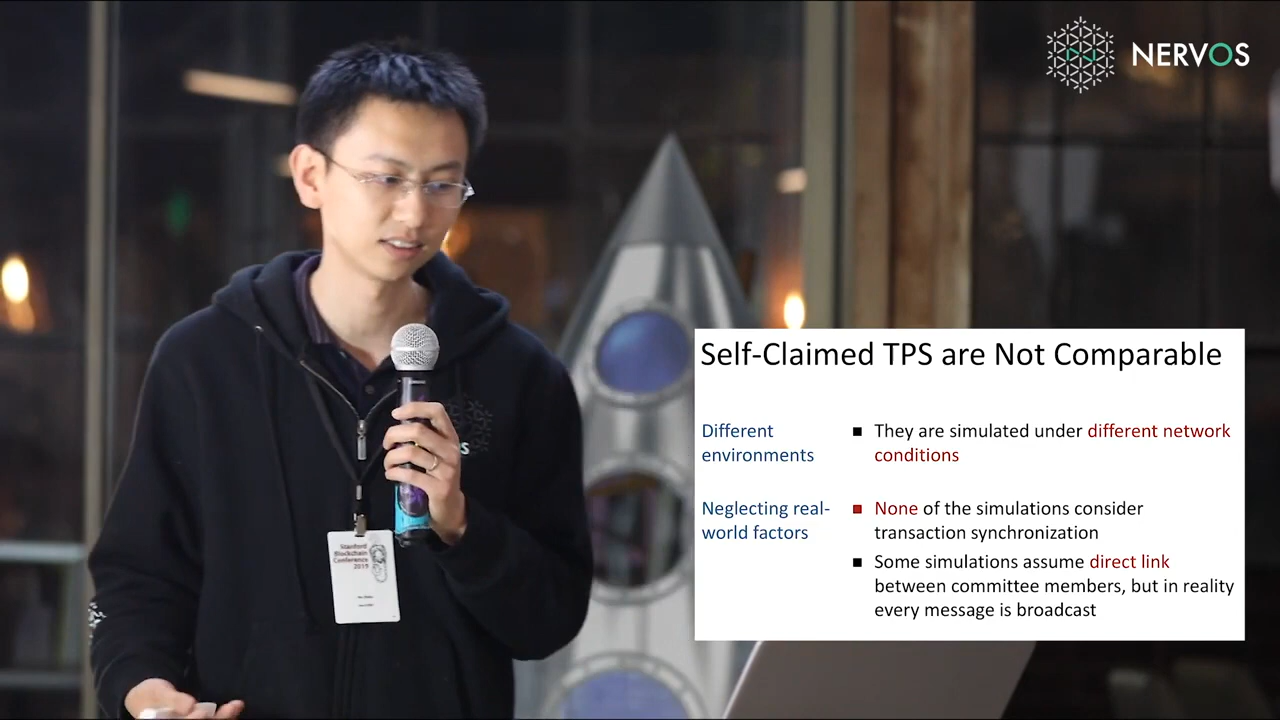 NERVOS
Self-Claimed TPS are Not Comparable
Different
environments
■ They are simulated under different network
conditions
Neglecting real-
world factors
■ None of the simulations consider
transaction synchronization
■ Some simulations assume direct link
between committee members, but in reality
every message is broadcast
Stanford
Blockchain
Conference
2019